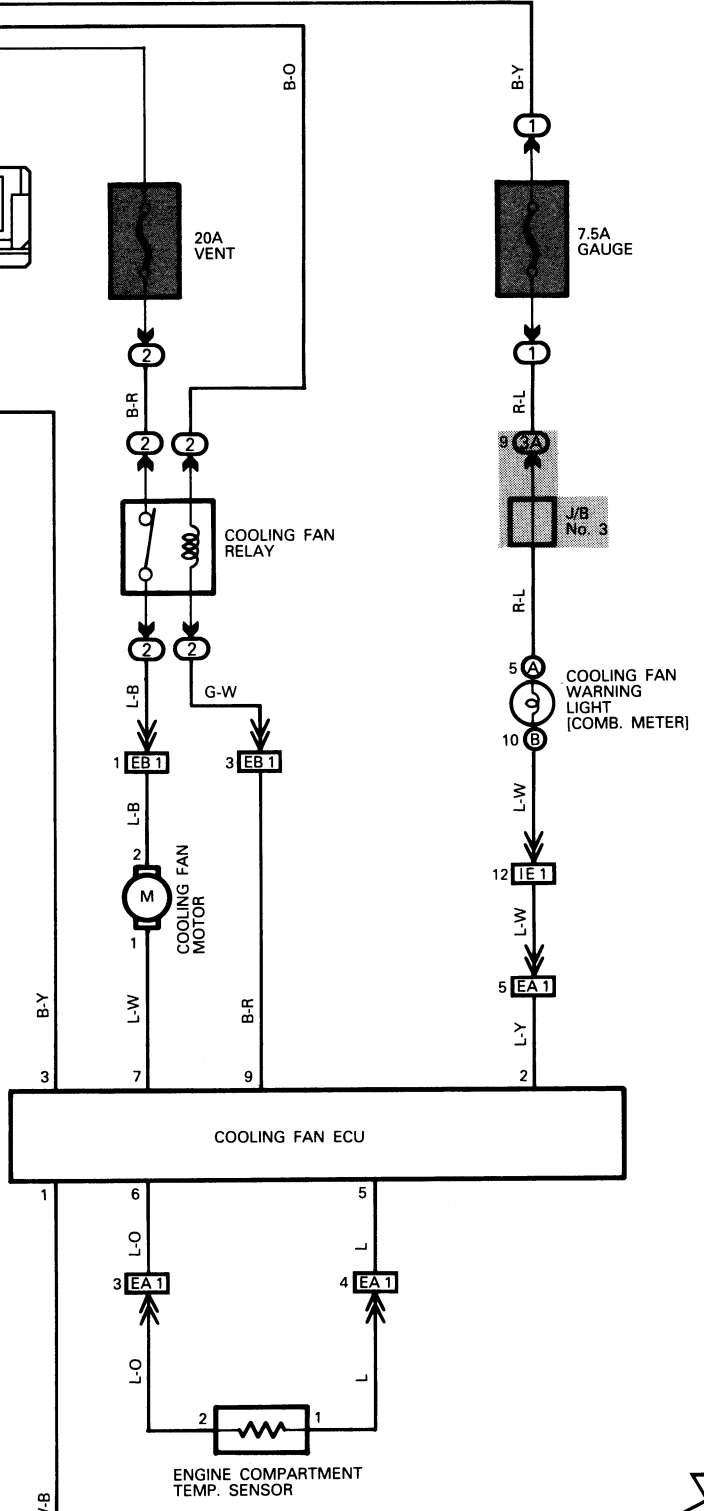 B-O
B-Y
1
20A
VENT
7.5A
GAUGE
2
1
B-R
R-L
2
2
9
3A
J/B
No. 3
COOLING FAN
RELAY
R-L
2
2
L-B
G-W
5
A
COOLING FAN
WARNING
LIGHT
[COMB. METER]
10
B
1
EB 1
3
EB 1
L-B
L-W
2
M
COOLING FAN
MOTOR
1
12
IE 1
L-W
5
EA 1
B-Y
L-W
B-R
L-Y
3
7
9
2
COOLING FAN ECU
1
6
5
L-O
L
3
EA 1
4
EA 1
L-O
L
2
1
ENGINE COMPARTMENT
TEMP. SENSOR